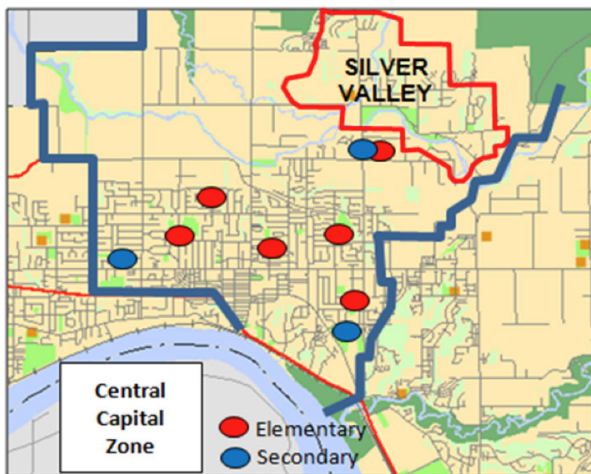 SILVER
VALLEY
Central
Capital
Zone
Elementary
Secondary